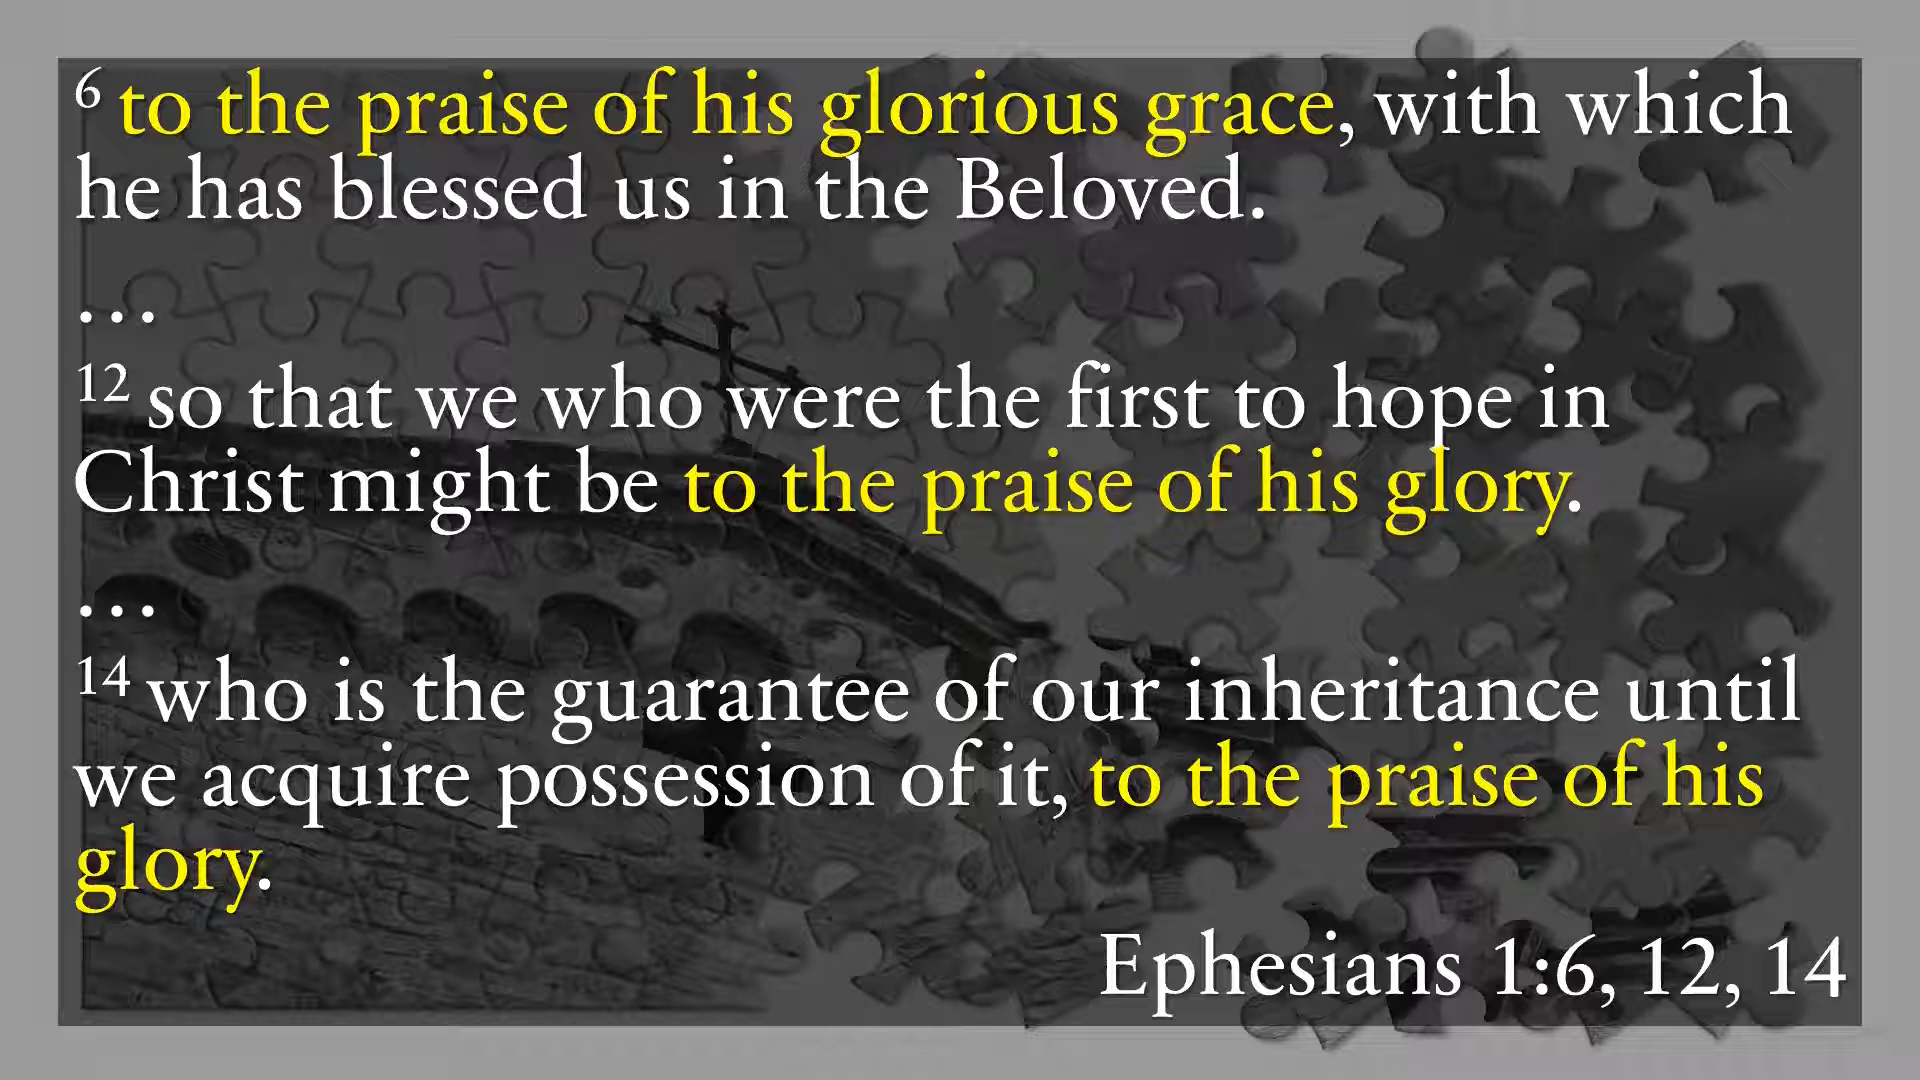 6 to the praise of his glorious grace, with which
he has blessed us in the Beloved.
…
12 so that we who were the first to hope in
Christ might be to the praise of his glory.
…
14 who is the guarantee of our inheritance until
we acquire possession of it, to the praise of his
glory.
Ephesians 1:6, 12, 14